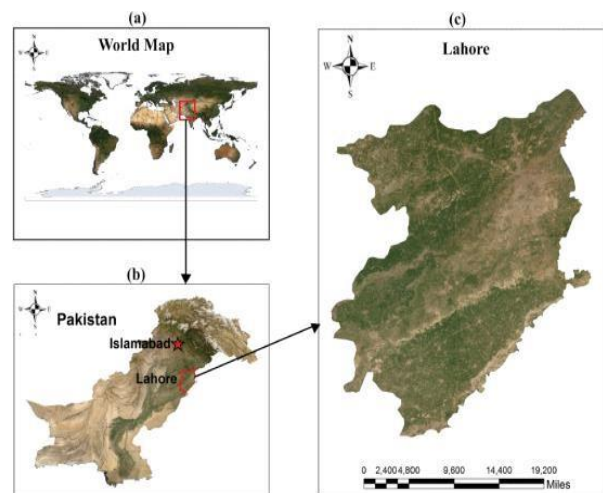 (a)
World Map
N
W E
S
(b)
N
W E
S
Pakistan
Islamabad
Lahore
(c)
Lahore
N
W E
S
0 2,400 4,800 9,600 14,400 19,200
Miles